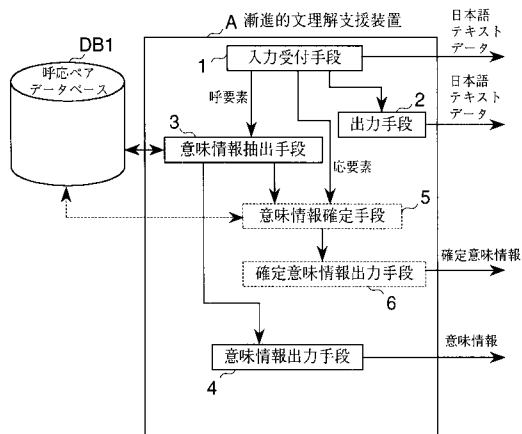 DB1
呼応ペア
データベース
A 漸進的文理解支援装置
1
入力受付手段
日本語
テキスト
データ
呼要素
2
出力手段
日本語
テキスト
データ
3
意味情報抽出手段
応要素
5
意味情報確定手段
確定意味情報出力手段
6
確定意味情報
意味情報出力手段
4
意味情報